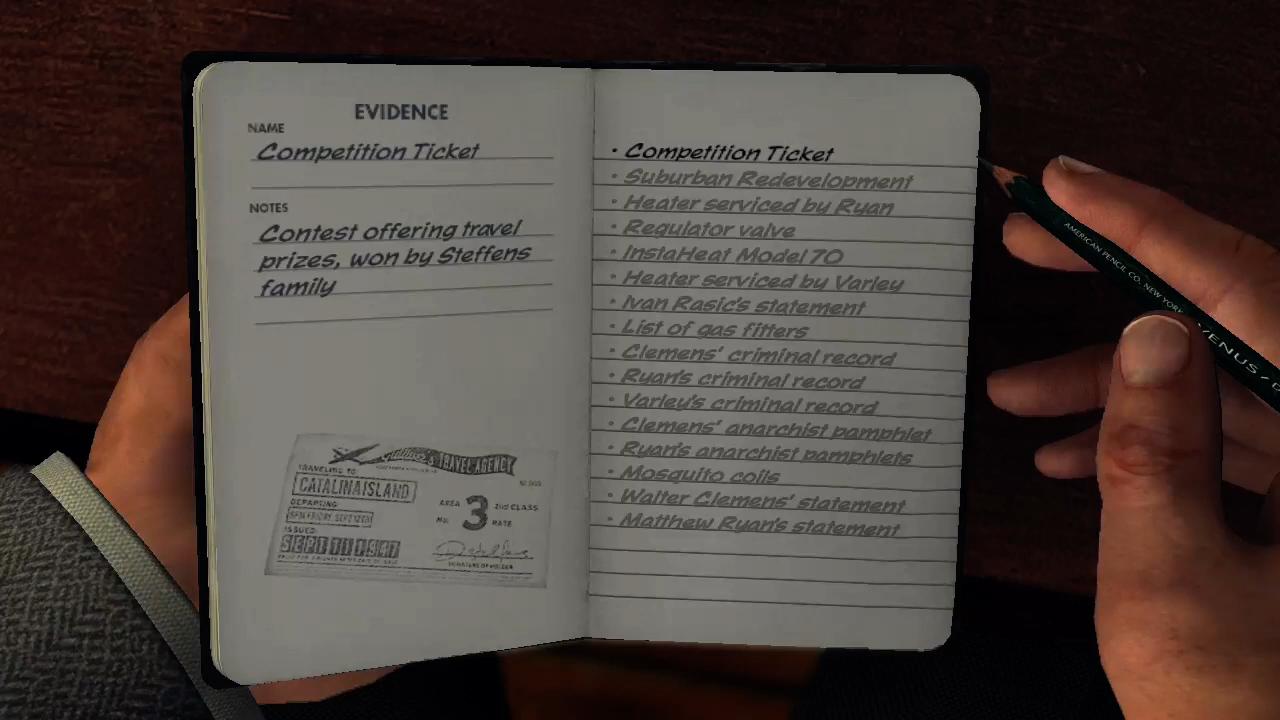 EVIDENCE
NAME
Competition Ticket
NOTES
Contest offering travel
prizes, won by Steffens
family
TRAVEL AGENCY
TRAVELING TO:
CATALINA ISLAND
DEPARTING:
ISSUED:
SEPT 11 1947
AREA
NO.
3
2nd CLASS
RATE
SIGNATURE OF HOLDER
• Competition Ticket
• Suburban Redevelopment
• Heater serviced by Ryan
• Regulator valve
• InstaHeat Model 70
• Heater serviced by Varley
• Ivan Rasic's statement
• List of gas fitters
• Clemens' criminal record
• Ryan's criminal record
• Varley's criminal record
• Clemens' anarchist pamphlet
• Ryan's anarchist pamphlets
• Mosquito coils
• Walter Clemens' statement
• Matthew Ryan's statement
AMERICAN PENCIL CO. NEW YORK
VENUS